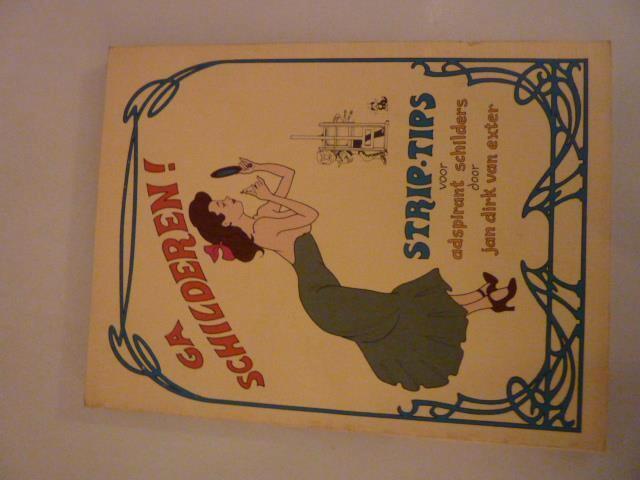 GA
SCHILDEREN!
STRIP·TIPS
voor
adspirant schilders
door
jan dirk van exter